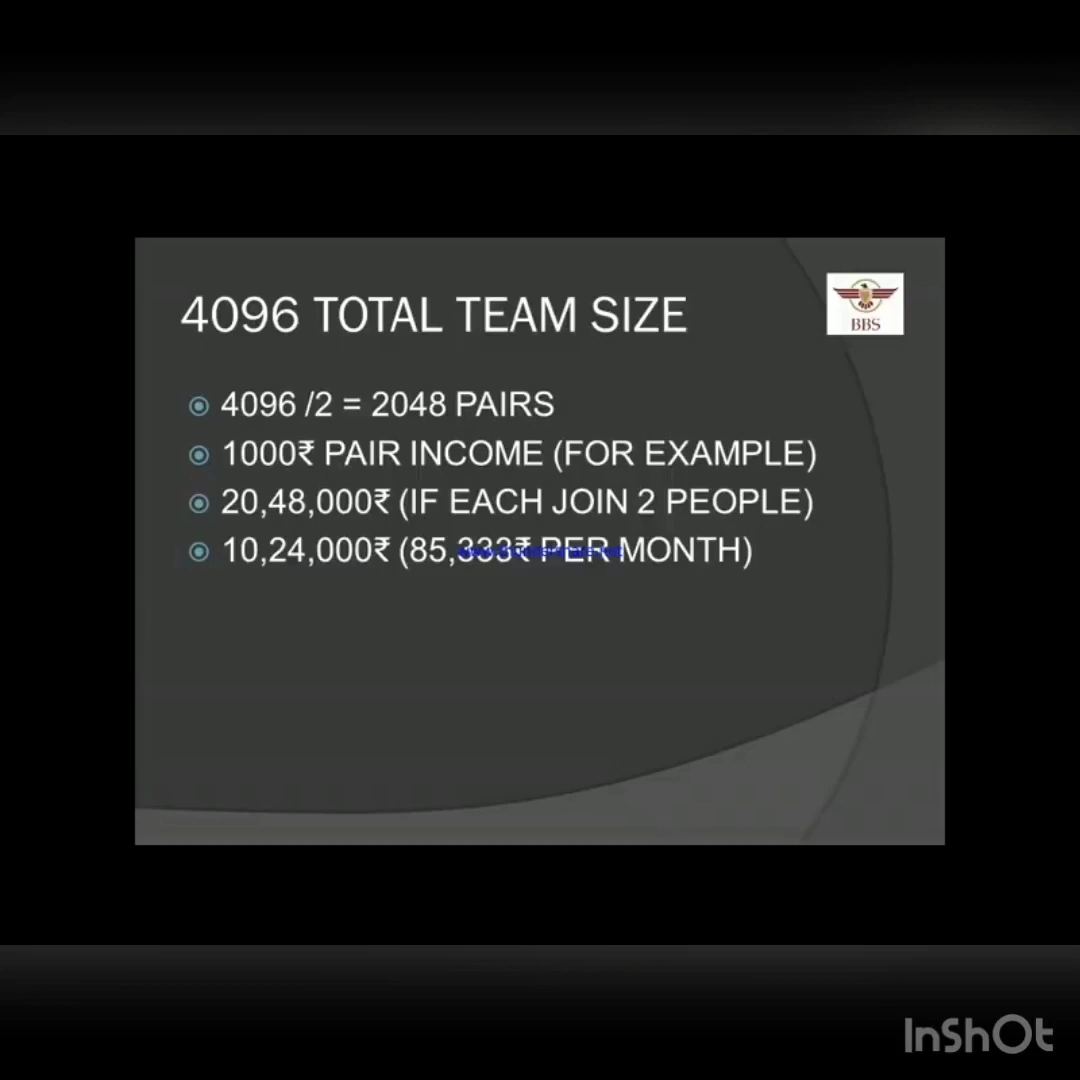 4096 TOTAL TEAM SIZE
BBS
4096 /2 = 2048 PAIRS
1000₹ PAIR INCOME (FOR EXAMPLE)
20,48,000₹ (IF EACH JOIN 2 PEOPLE)
10,24,000₹ (85,333₹ PER MONTH)
InShOt